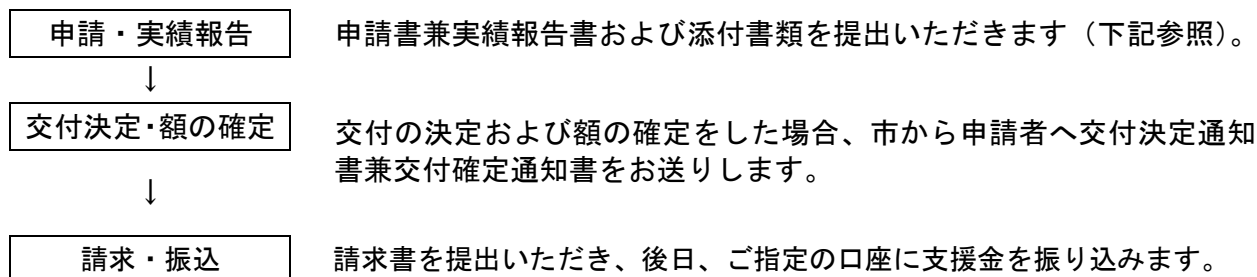 申請・実績報告
申請書兼実績報告書および添付書類を提出いただきます（下記参照）。
↓
交付決定・額の確定
交付の決定および額の確定をした場合、市から申請者へ交付決定通知
書兼交付確定通知書をお送りします。
↓
請求・振込
請求書を提出いただき、後日、ご指定の口座に支援金を振り込みます。